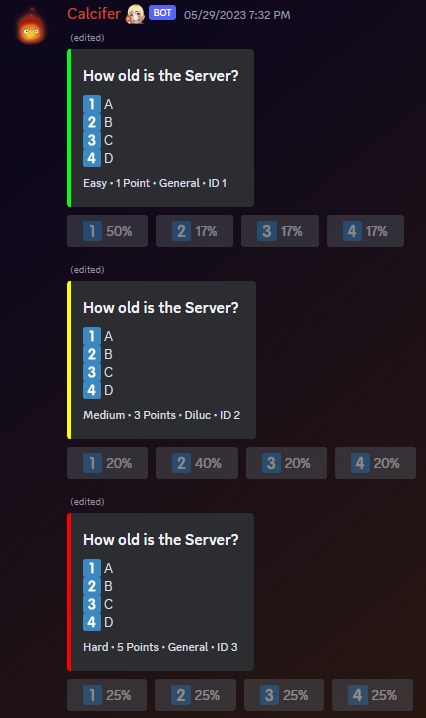 Calcifer BOT 05/29/2023 7:32 PM
(edited)
How old is the Server?
1 A
2 B
3 C
4 D
Easy • 1 Point • General • ID 1
1 50% 2 17% 3 17% 4 17%
(edited)
How old is the Server?
1 A
2 B
3 C
4 D
Medium • 3 Points • Diluc • ID 2
1 20% 2 40% 3 20% 4 20%
(edited)
How old is the Server?
1 A
2 B
3 C
4 D
Hard • 5 Points • General • ID 3
1 25% 2 25% 3 25% 4 25%